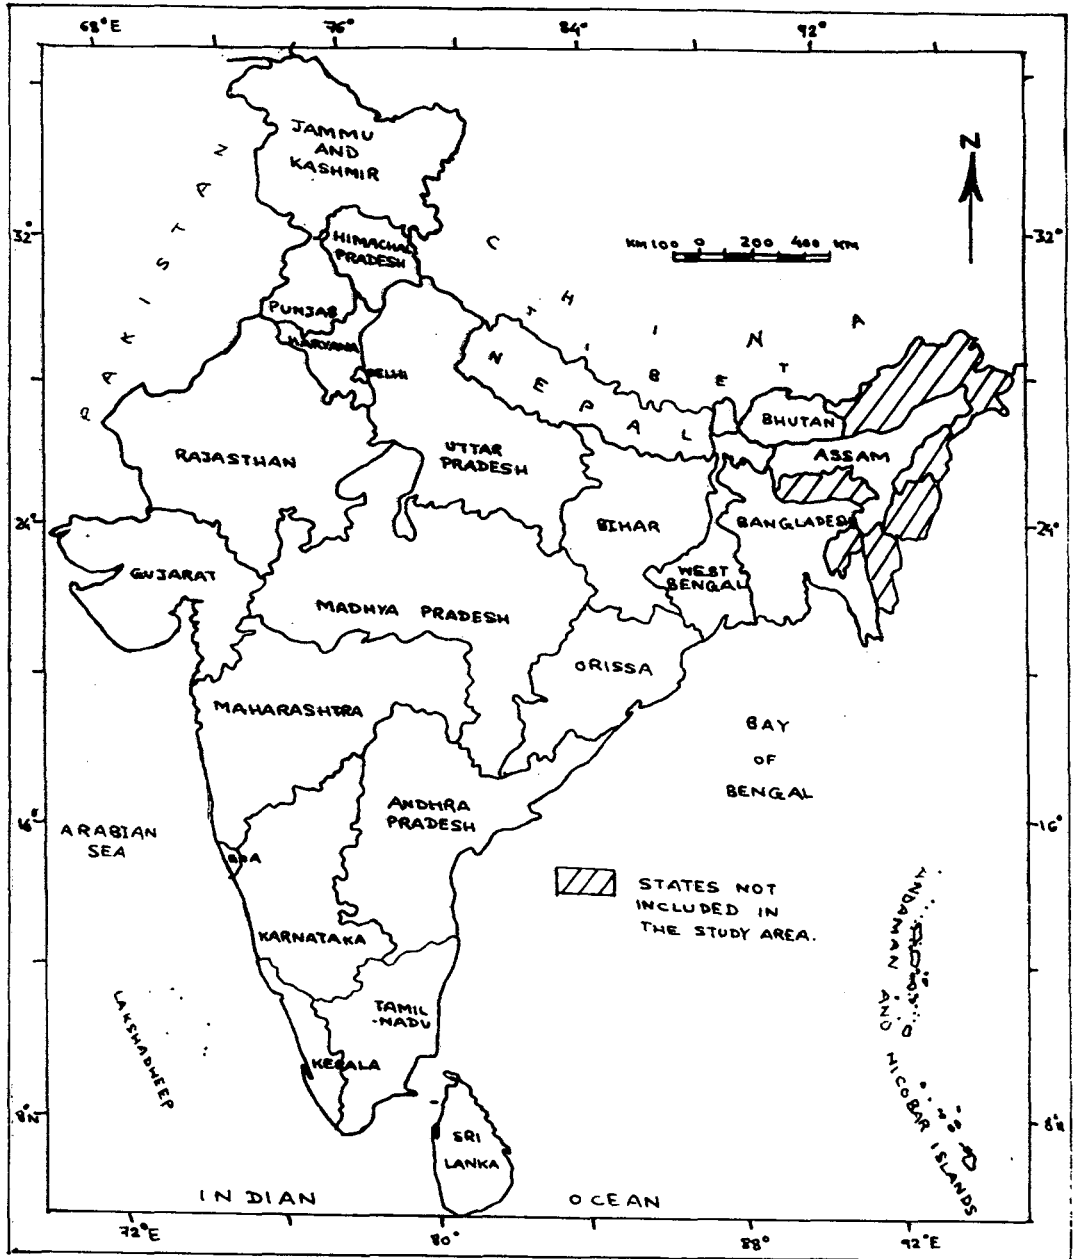 68°E 76° 84° 92°
JAMMU
AND
KASHMIR
N
PAKISTAN
32°
HIMACHAL
PRADESH
KM 100 0 200 400 KM
32°
CHINA
TIBET
PUNJAB
HARYANA
DELHI
NEPAL
BHUTAN
RAJASTHAN
UTTAR
PRADESH
ASSAM
BIHAR
BANGLADESH
24°
GUJARAT
WEST
BENGAL
MADHYA PRADESH
ORISSA
MAHARASHTRA
BAY
OF
BENGAL
ANDHRA
PRADESH
16°
16°
ARABIAN
SEA
GOA
STATES NOT
INCLUDED IN
THE STUDY AREA.
KARNATAKA
ANDAMAN AND
NICOBAR ISLANDS
LAKSHADWEEP
TAMIL
-NADU
KERALA
8°N
8°N
SRI
LANKA
INDIAN OCEAN
72°E 80° 88° 92°E